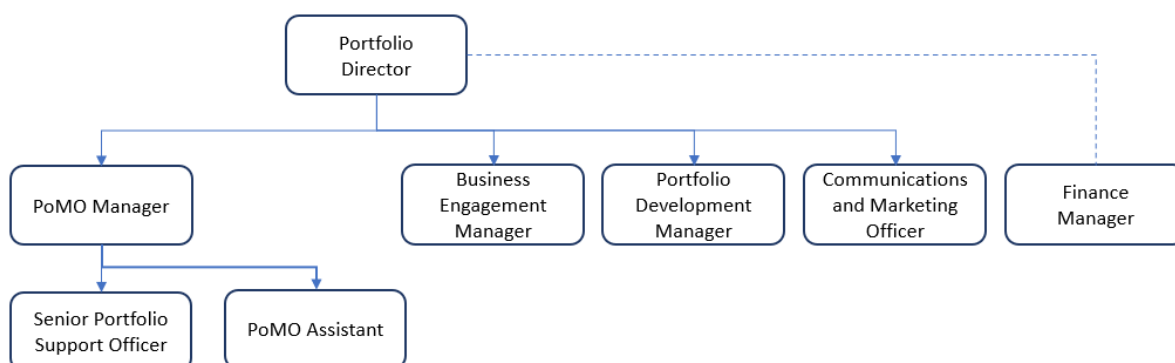 Portfolio
Director
PoMO Manager
Business
Engagement
Manager
Portfolio
Development
Manager
Communications
and Marketing
Officer
Finance
Manager
Senior Portfolio
Support Officer
PoMO Assistant